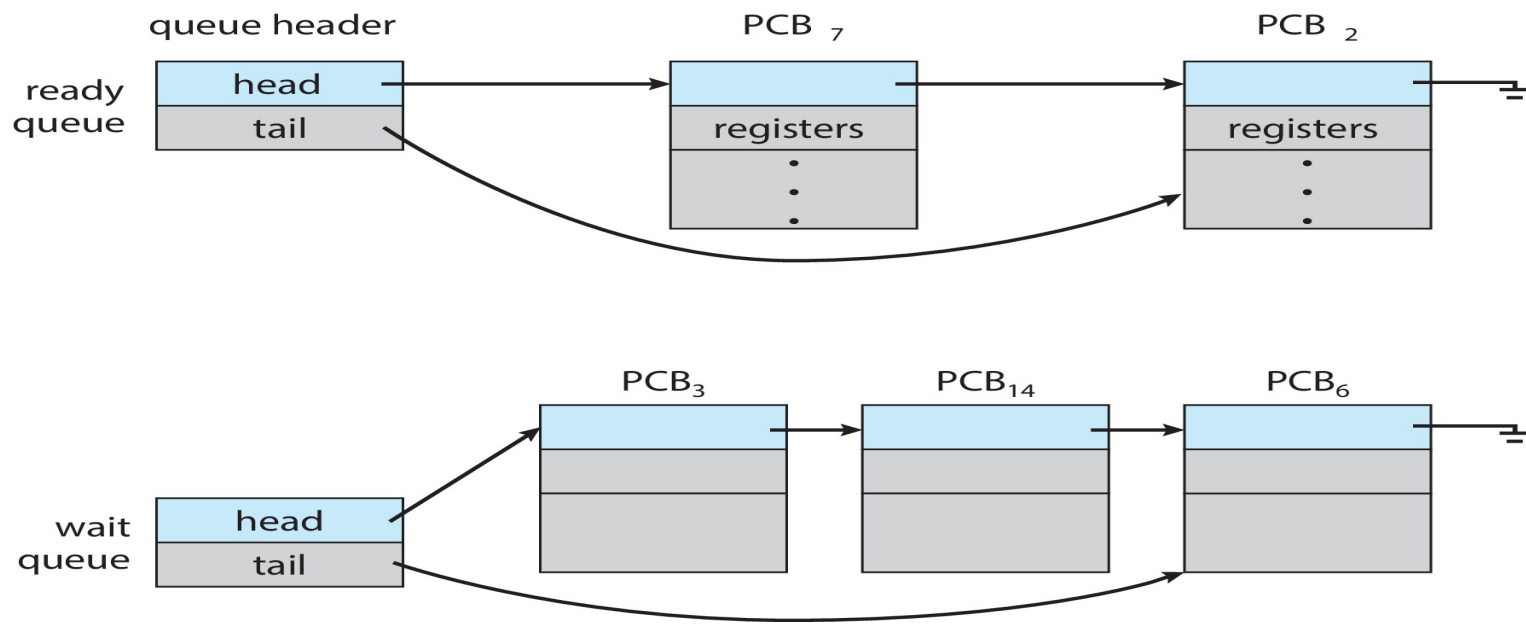 queue header
PCB 7
PCB 2
ready
queue
head
tail
registers
registers
PCB3
PCB14
PCB6
wait
queue
head
tail